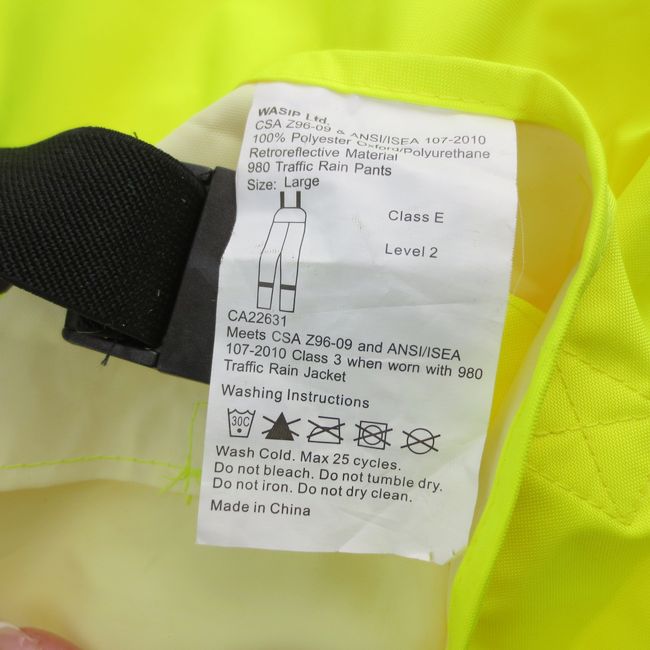 WASIP Ltd.
CSA Z96-09 & ANSI/ISEA 107-2010
100% Polyester Oxford/Polyurethane
Retroreflective Material
980 Traffic Rain Pants
Size: Large
Class E
Level 2
CA22631
Meets CSA Z96-09 and ANSI/ISEA
107-2010 Class 3 when worn with 980
Traffic Rain Jacket
Washing Instructions
30C
Wash Cold. Max 25 cycles.
Do not bleach. Do not tumble dry.
Do not iron. Do not dry clean.
Made in China